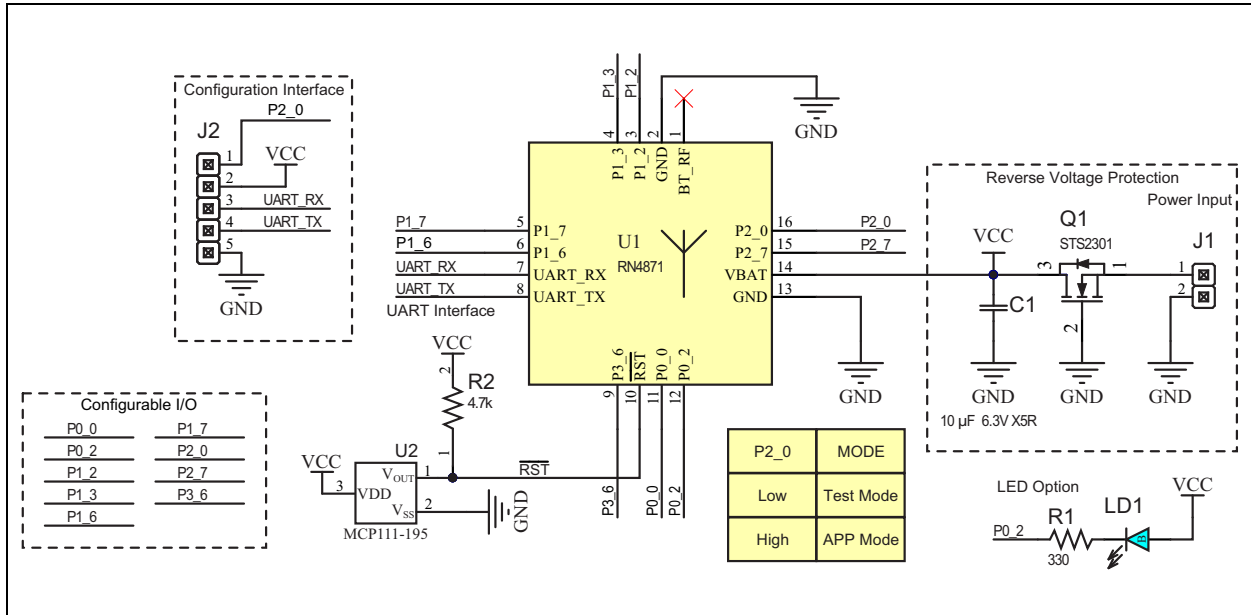 Configuration Interface
P2_0
J2
1
VCC
2
3
UART_RX
4
UART_TX
5
GND
P1_3
P1_2
4
3
2
1
P1_3
P1_2
GND
BT_RF
GND
P1_7
5
P1_7
P1_6
6
P1_6
UART_RX
7
UART_RX
UART_TX
8
UART_TX
UART Interface
U1
RN4871
16
P2_0
P2_0
15
P2_7
P2_7
14
VBAT
13
GND
GND
P3_6
RST
P0_0
P0_2
9
10
11
12
P3_6
P0_0
P0_2
Reverse Voltage Protection
Power Input
Q1
STS2301
VCC
J1
3
1
1
2
2
C1
GND
GND
GND
10 µF 6.3V X5R
VCC
2
R2
4.7k
1
U2
VCC
3
VDD
VOUT
1
RST
VSS
2
GND
MCP111-195
Configurable I/O
P0_0
P1_7
P0_2
P2_0
P1_2
P2_7
P1_3
P3_6
P1_6
P2_0 MODE
Low Test Mode
High APP Mode
LED Option
VCC
R1
LD1
P0_2
330
B